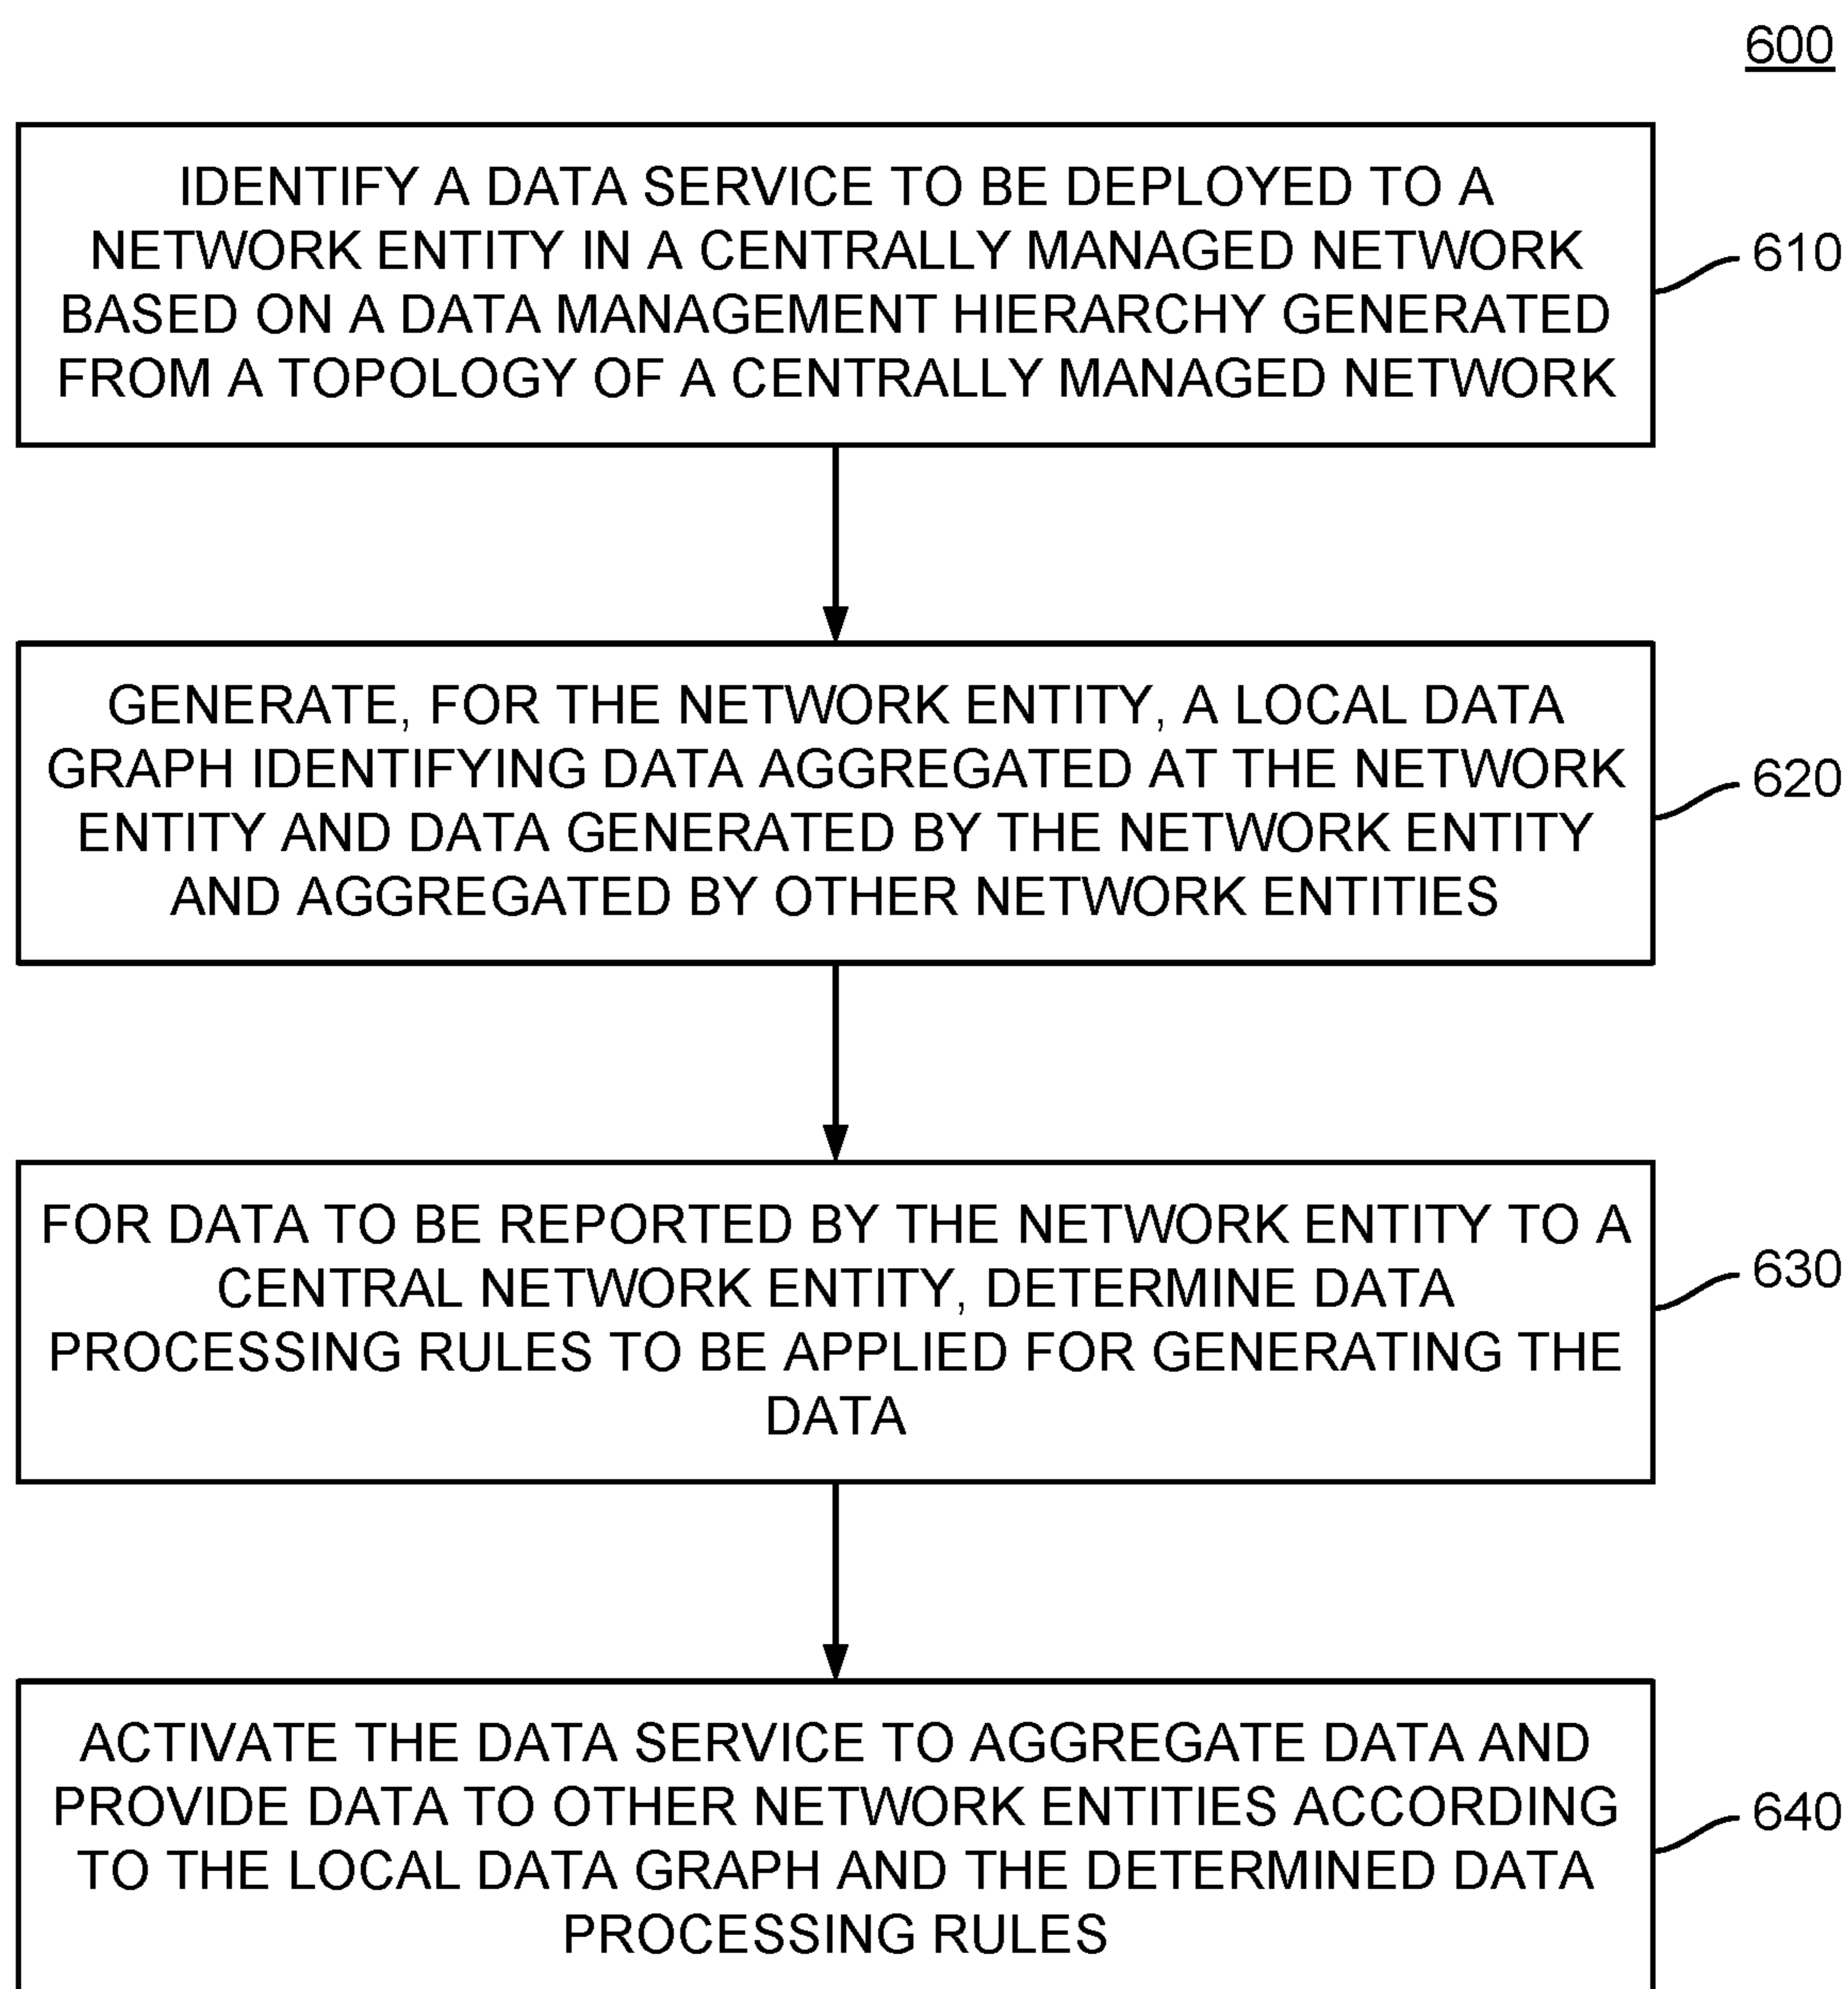 600
IDENTIFY A DATA SERVICE TO BE DEPLOYED TO A
NETWORK ENTITY IN A CENTRALLY MANAGED NETWORK
BASED ON A DATA MANAGEMENT HIERARCHY GENERATED
FROM A TOPOLOGY OF A CENTRALLY MANAGED NETWORK
610
GENERATE, FOR THE NETWORK ENTITY, A LOCAL DATA
GRAPH IDENTIFYING DATA AGGREGATED AT THE NETWORK
ENTITY AND DATA GENERATED BY THE NETWORK ENTITY
AND AGGREGATED BY OTHER NETWORK ENTITIES
620
FOR DATA TO BE REPORTED BY THE NETWORK ENTITY TO A
CENTRAL NETWORK ENTITY, DETERMINE DATA
PROCESSING RULES TO BE APPLIED FOR GENERATING THE
DATA
630
ACTIVATE THE DATA SERVICE TO AGGREGATE DATA AND
PROVIDE DATA TO OTHER NETWORK ENTITIES ACCORDING
TO THE LOCAL DATA GRAPH AND THE DETERMINED DATA
PROCESSING RULES
640